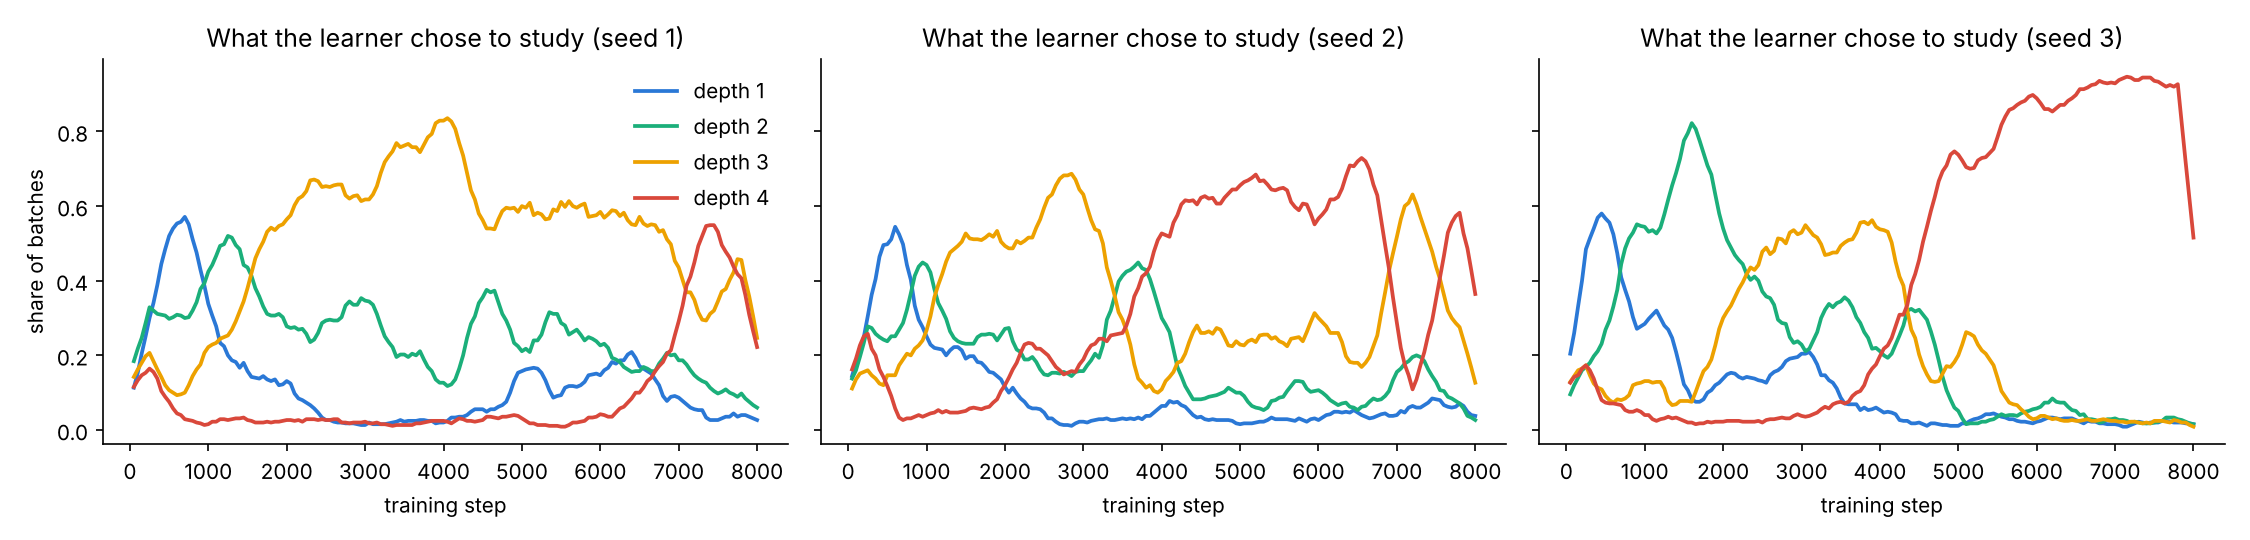 What the learner chose to study (seed 1)
What the learner chose to study (seed 2)
What the learner chose to study (seed 3)
depth 1
depth 2
depth 3
depth 4
share of batches
0.8
0.6
0.4
0.2
0.0
0 1000 2000 3000 4000 5000 6000 7000 8000
0 1000 2000 3000 4000 5000 6000 7000 8000
0 1000 2000 3000 4000 5000 6000 7000 8000
training step
training step
training step